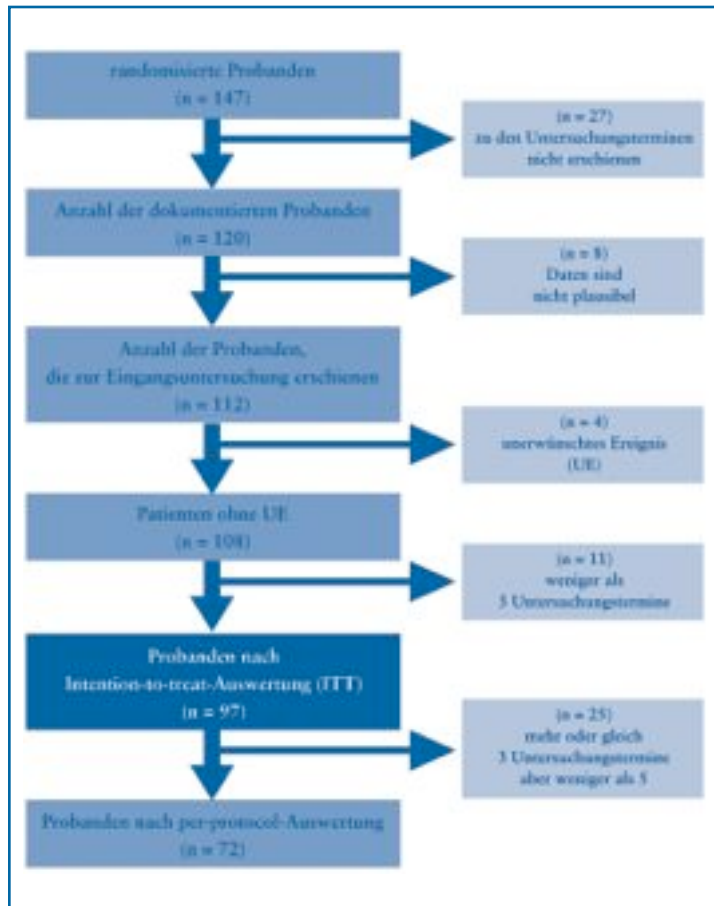 randomisierte Probanden
(n = 147)
(n = 27)
zu den Untersuchungsterminen
nicht erschienen
Anzahl der dokumentierten Probanden
(n = 120)
(n = 8)
Daten sind
nicht plausibel
Anzahl der Probanden,
die zur Eingangsuntersuchung erschienen
(n = 112)
(n = 4)
unerwünschtes Ereignis
(UE)
Patienten ohne UE
(n = 108)
(n = 11)
weniger als
3 Untersuchungstermine
Probanden nach
Intention-to-treat-Auswertung (ITT)
(n = 97)
(n = 25)
mehr oder gleich
3 Untersuchungstermine
aber weniger als 5
Probanden nach per-protocol-Auswertung
(n = 72)